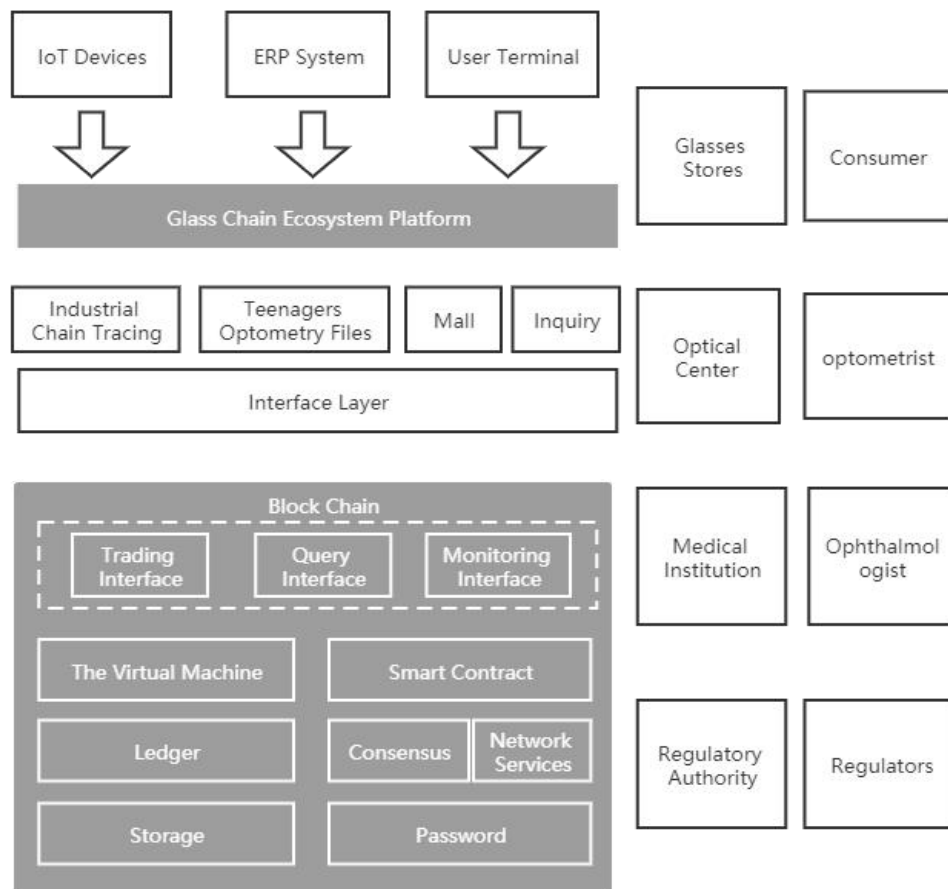 IoT Devices
ERP System
User Terminal
Glasses
Stores
Consumer
Glass Chain Ecosystem Platform
Industrial
Chain Tracing
Teenagers
Optometry Files
Mall
Inquiry
Optical
Center
optometrist
Interface Layer
Block Chain
Trading
Interface
Query
Interface
Monitoring
Interface
Medical
Institution
Ophthalmol
ogist
The Virtual Machine
Smart Contract
Ledger
Consensus
Network
Services
Regulatory
Authority
Regulators
Storage
Password